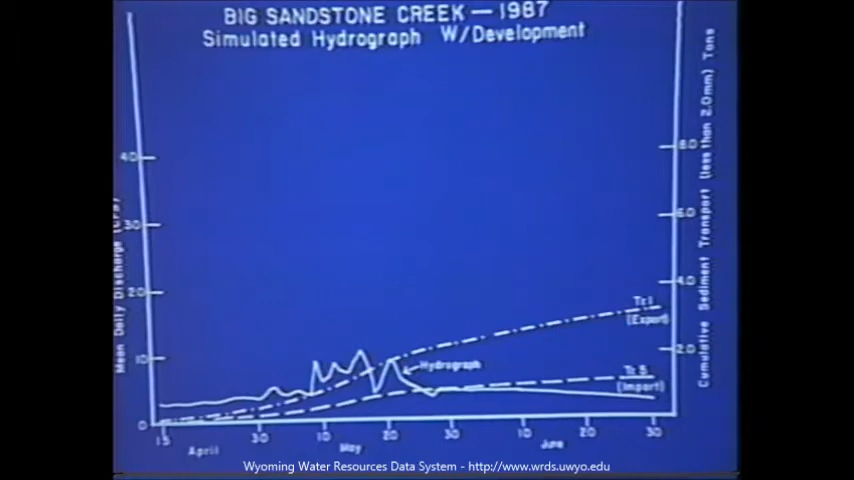 BIG SANDSTONE CREEK — 1987
Simulated Hydrograph W/Development
40
30
20
10
0
Mean Daily Discharge (CFS)
8.0
6.0
4.0
2.0
Cumulative Sediment Transport (less than 2.0mm) Tons
Tr. 1
(Export)
Hydrograph
Tr. 5
(Import)
15 30 10 20 30 10 20 30
April May June
Wyoming Water Resources Data System - http://www.wrds.uwyo.edu